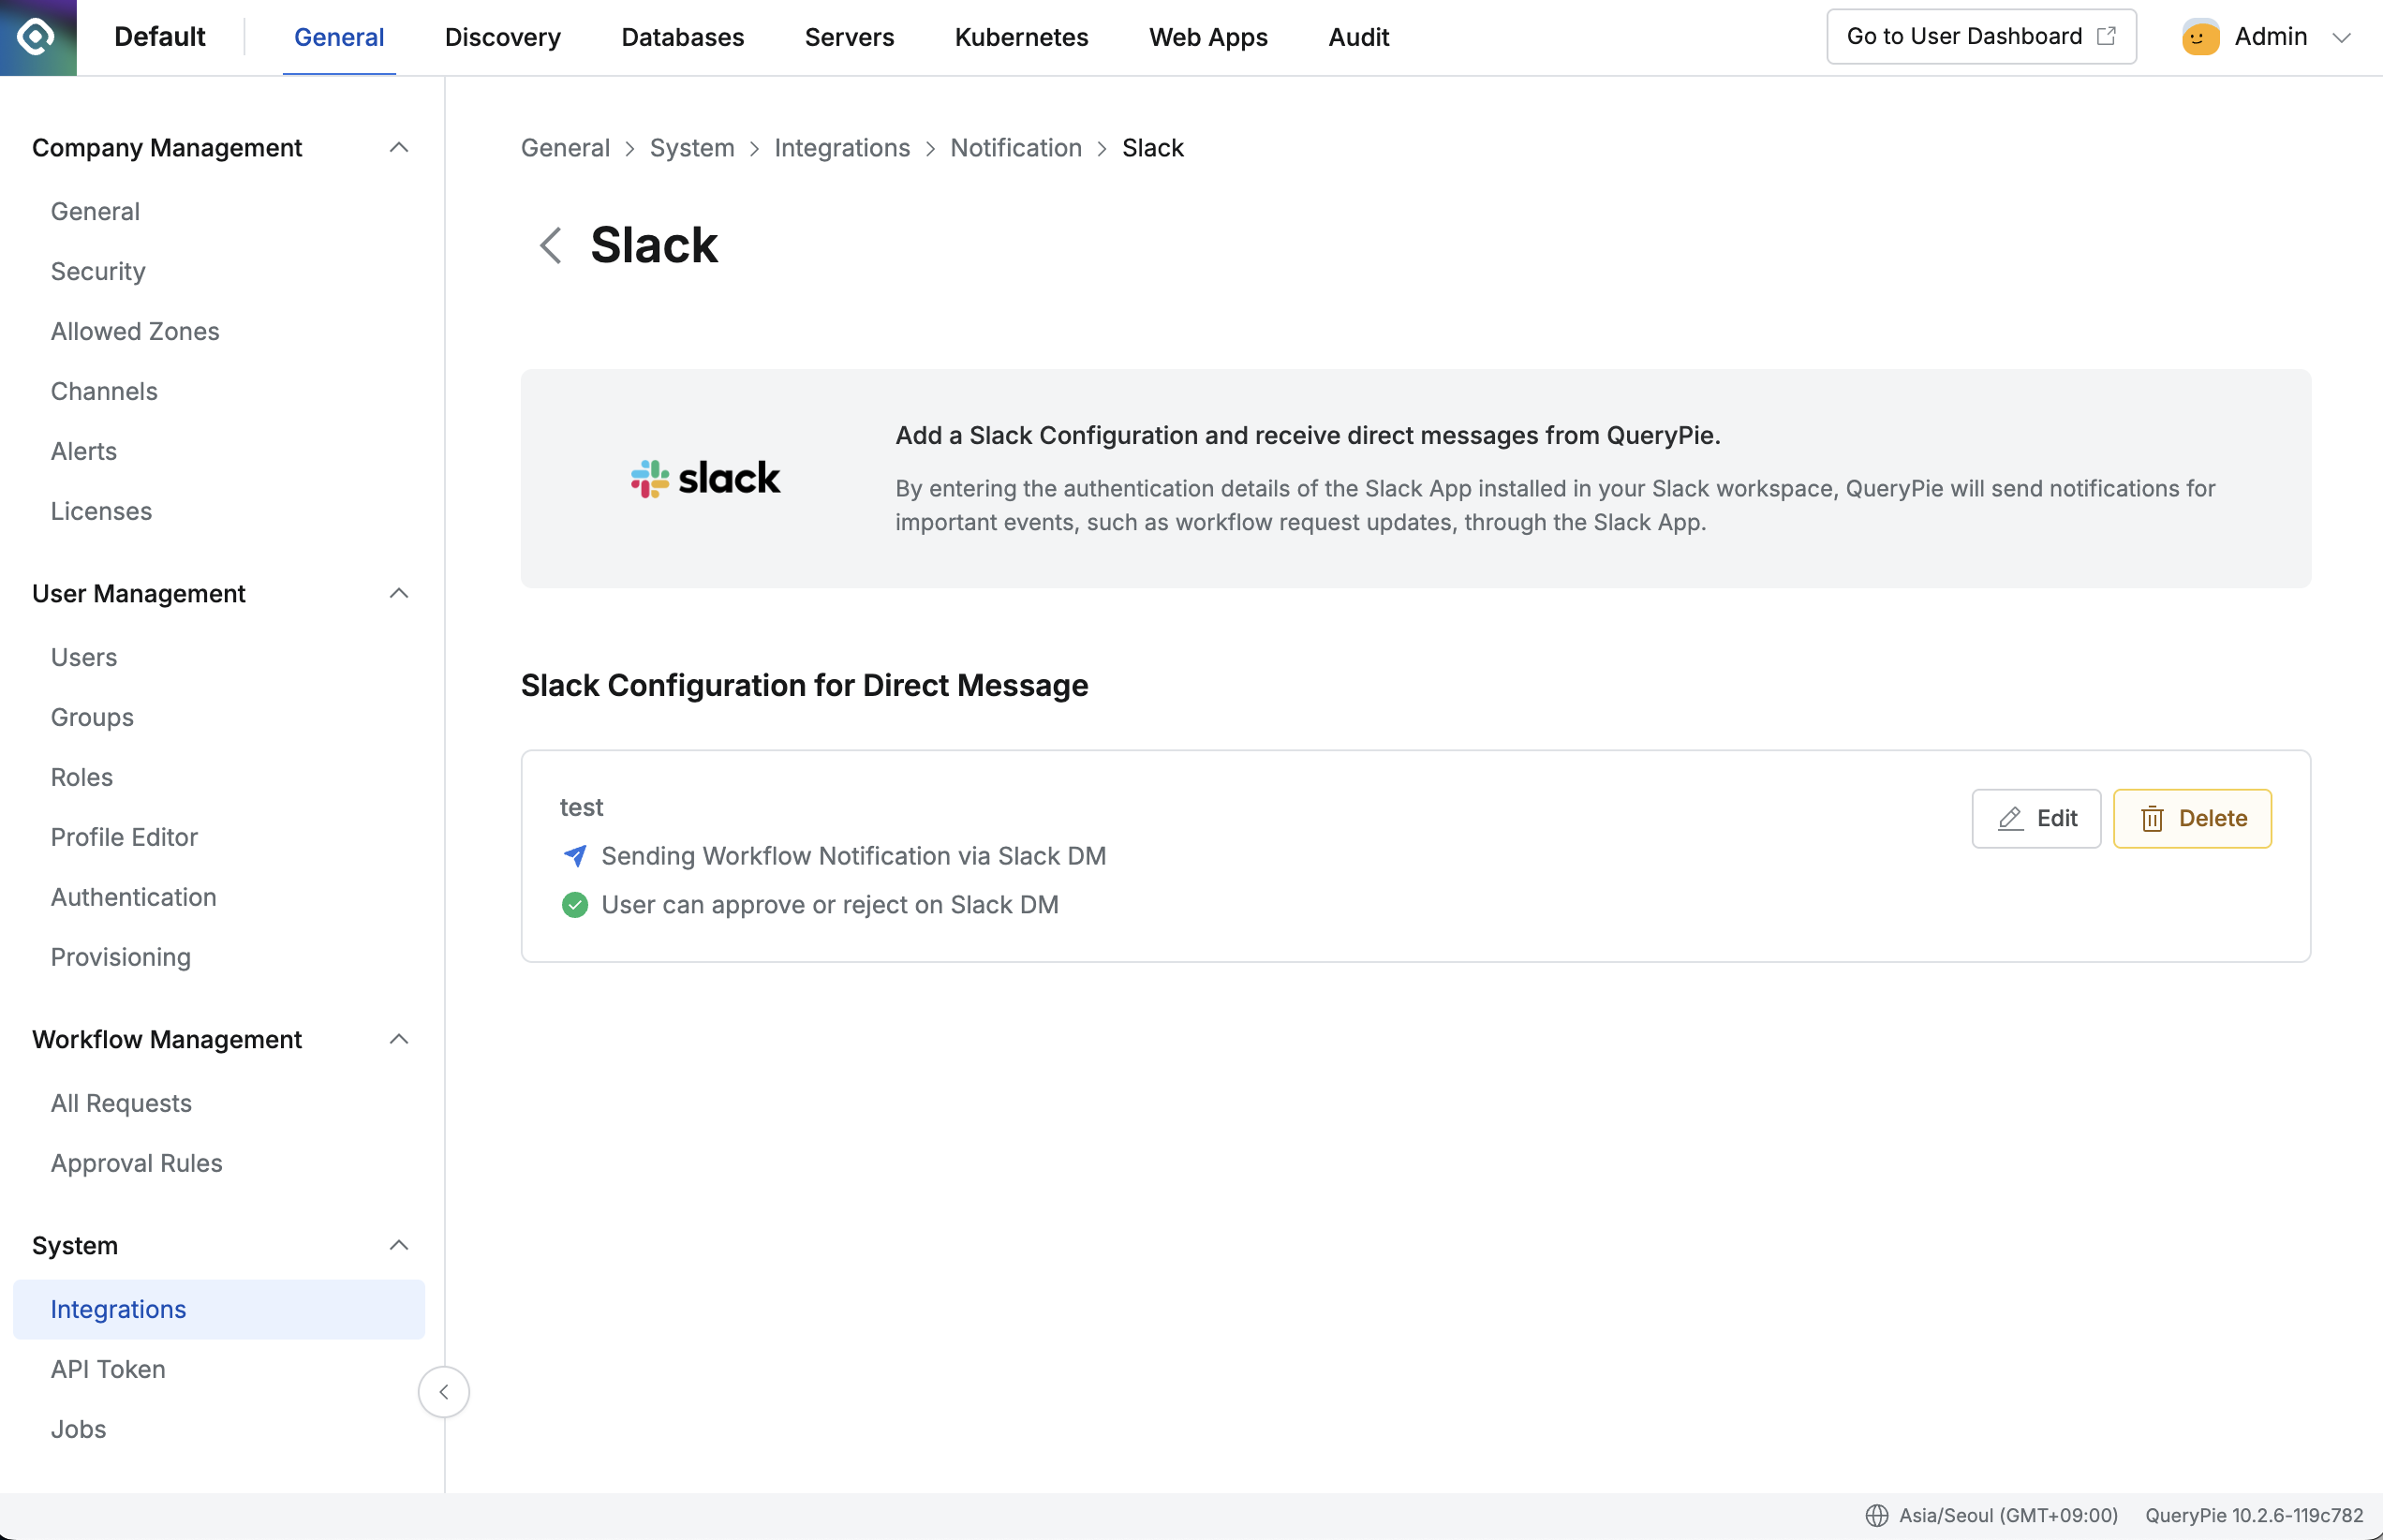 Default
General
Discovery
Databases
Servers
Kubernetes
Web Apps
Audit
Go to User Dashboard
Admin
Company Management
General
Security
Allowed Zones
Channels
Alerts
Licenses
User Management
Users
Groups
Roles
Profile Editor
Authentication
Provisioning
Workflow Management
All Requests
Approval Rules
System
Integrations
API Token
Jobs
General > System > Integrations > Notification > Slack
Slack
slack
Add a Slack Configuration and receive direct messages from QueryPie.
By entering the authentication details of the Slack App installed in your Slack workspace, QueryPie will send notifications for
important events, such as workflow request updates, through the Slack App.
Slack Configuration for Direct Message
test
Sending Workflow Notification via Slack DM
User can approve or reject on Slack DM
Edit
Delete
Asia/Seoul (GMT+09:00)
QueryPie 10.2.6-119c782